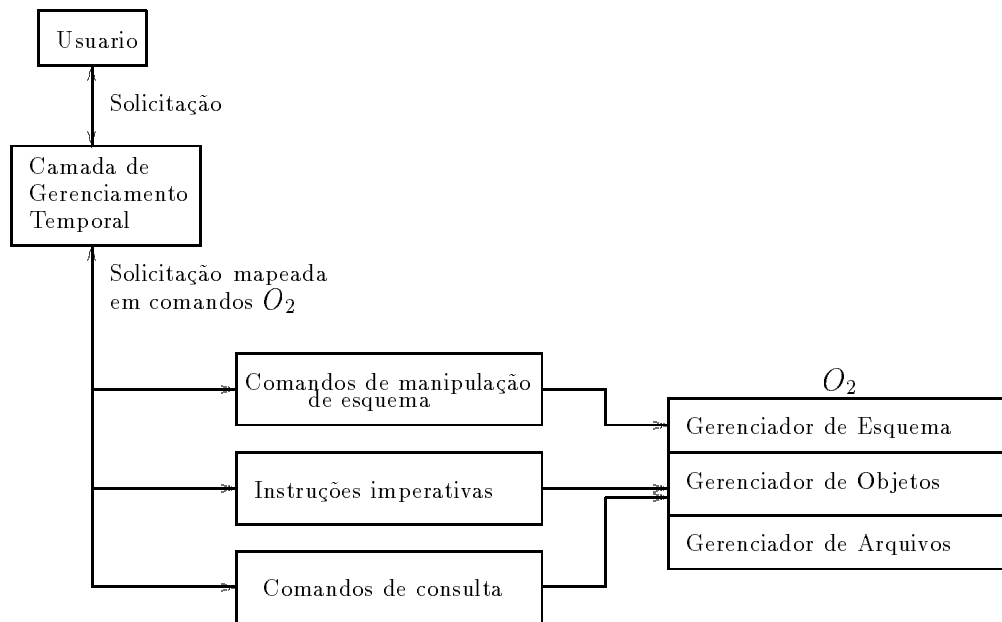 Usuario
Solicitação
Camada de
Gerenciamento
Temporal
Solicitação mapeada
em comandos O₂
Comandos de manipulação
de esquema
O₂
Gerenciador de Esquema
Instruções imperativas
Gerenciador de Objetos
Gerenciador de Arquivos
Comandos de consulta